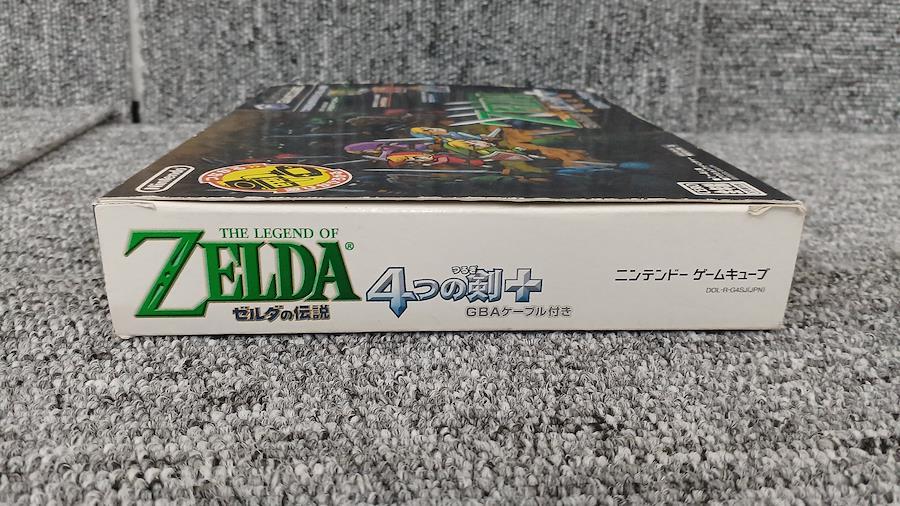 Nintendo
THE LEGEND OF
ZELDA®
ゼルダの伝説
つるぎ
4つの剣+
GBAケーブル付き
ニンテンドーゲームキューブ
DOL-R-G4SJ(JPN)